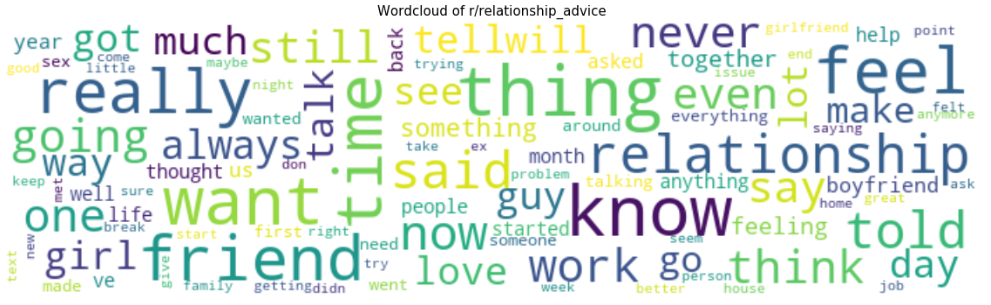 Wordcloud of r/relationship_advice
year
got
much
still
back
tell
will
never
girlfriend
help
point
sex
come
good
little
maybe
trying
asked
together
issue
end
feel
really
night
talk
time
see
thing
even
lot
make
felt
anymore
wanted
everything
saying
going
always
something
around
take
ex
month
relationship
way
thought
us
don
said
problem
talking
anything
say
boyfriend
ask
keep
met
well
sure
want
people
guy
know
home
great
one
life
break
start
first
right
now
started
someone
feeling
told
new
text
girl
friend
need
try
love
work
seem
go
think
day
made
ve
give
family
getting
didn
went
week
better
person
house
job